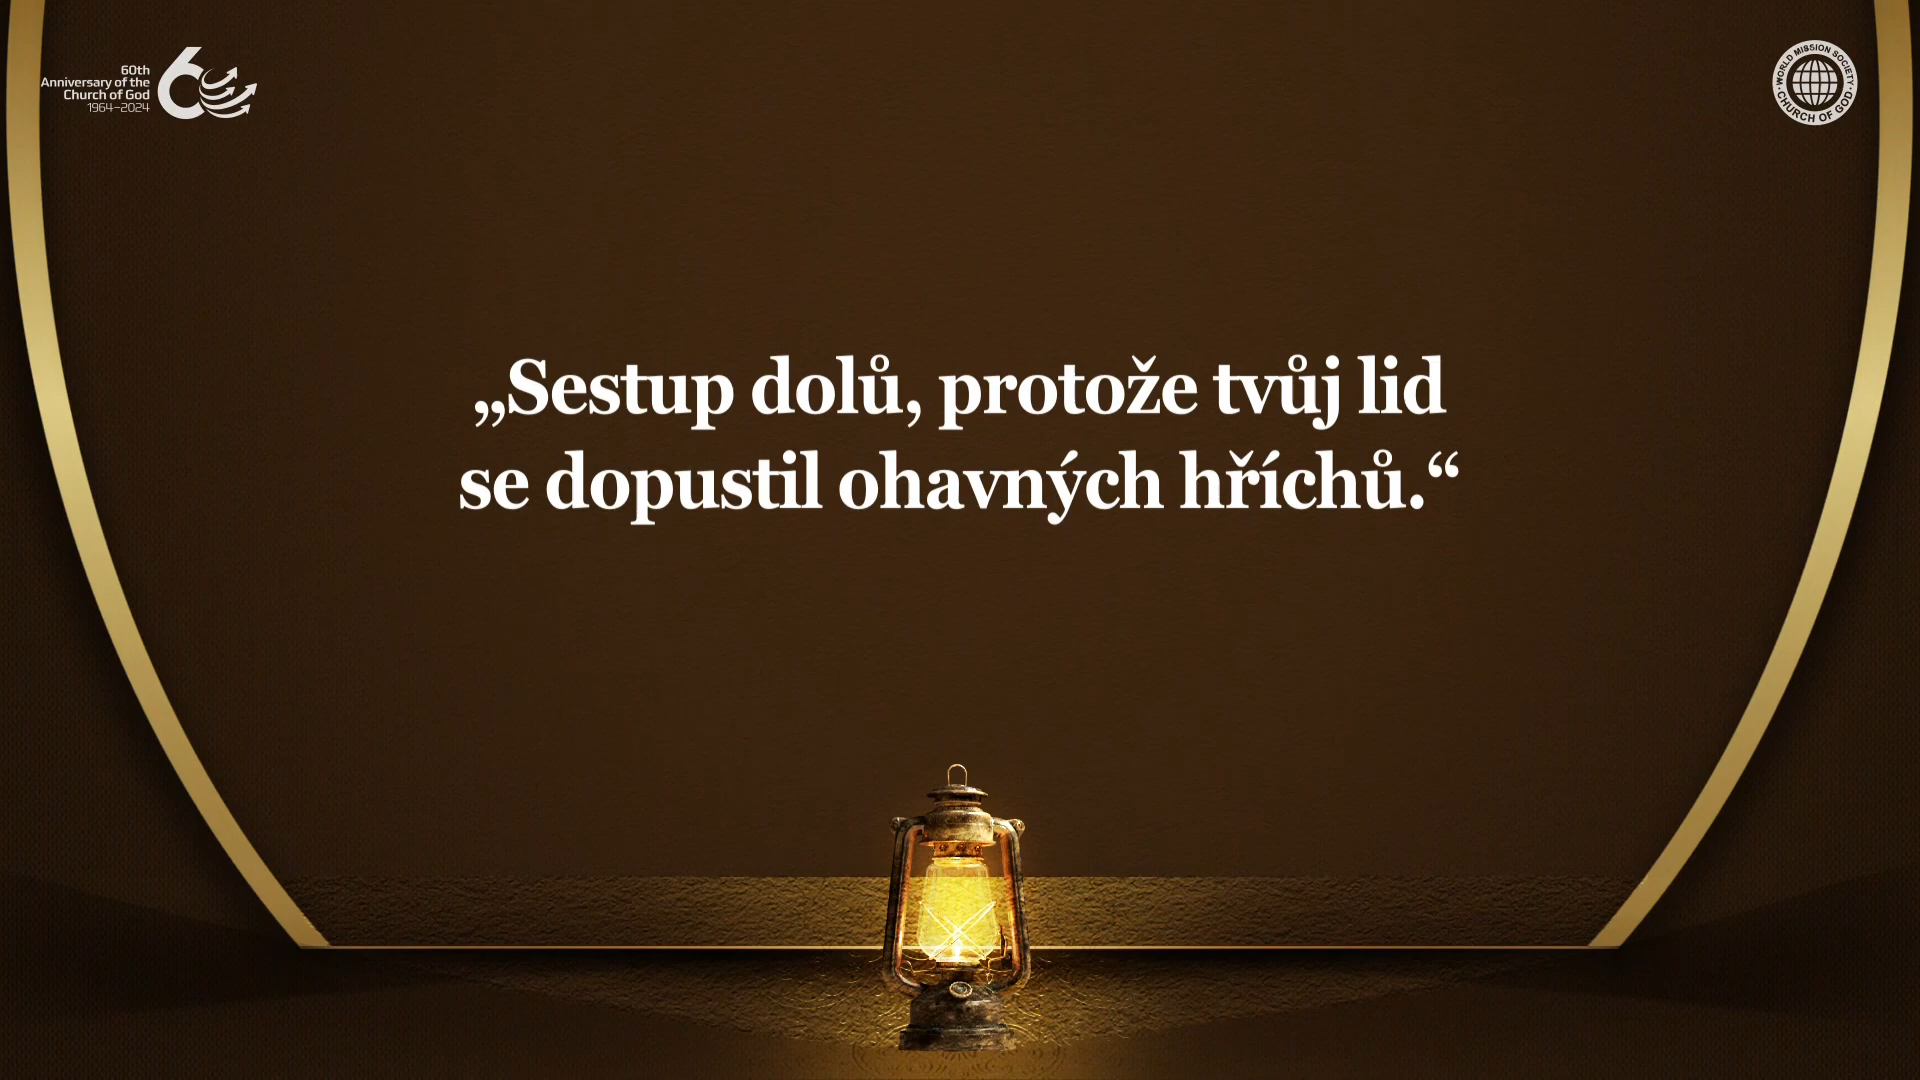 60th
Anniversary of the
Church of God
1964–2024
WORLD MISSION SOCIETY
CHURCH OF GOD
„Sestup dolů, protože tvůj lid
se dopustil ohavných hříchů.“